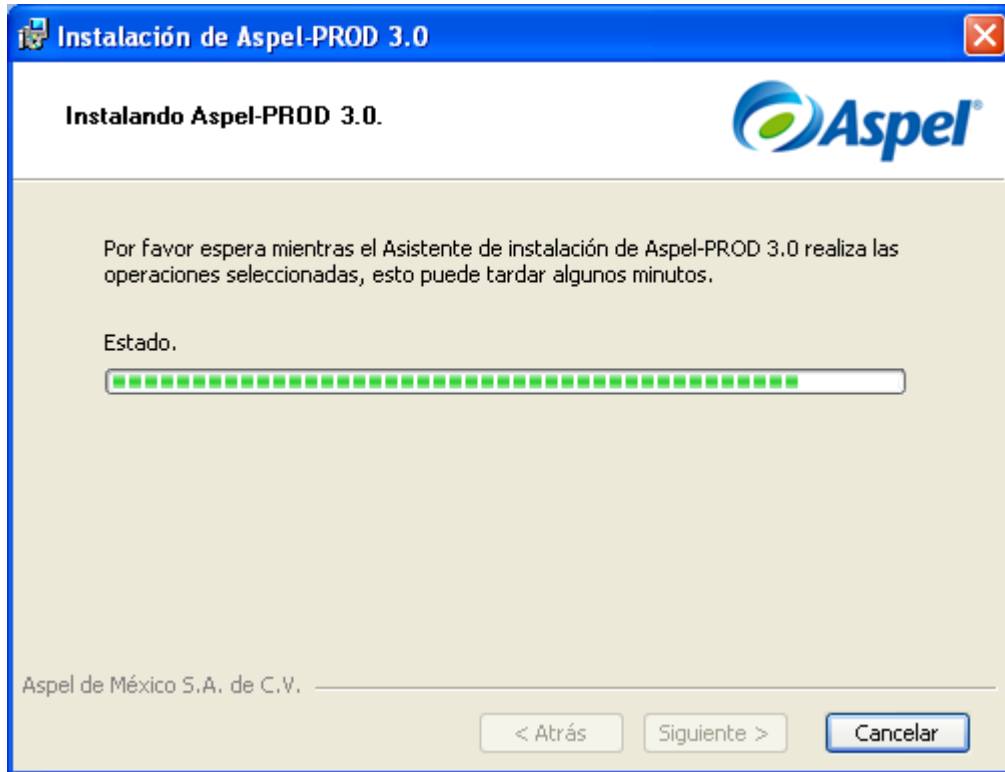 Instalación de Aspel-PROD 3.0
Instalando Aspel-PROD 3.0.
Aspel®
Por favor espera mientras el Asistente de instalación de Aspel-PROD 3.0 realiza las
operaciones seleccionadas, esto puede tardar algunos minutos.
Estado.
Aspel de México S.A. de C.V.
< Atrás
Siguiente >
Cancelar